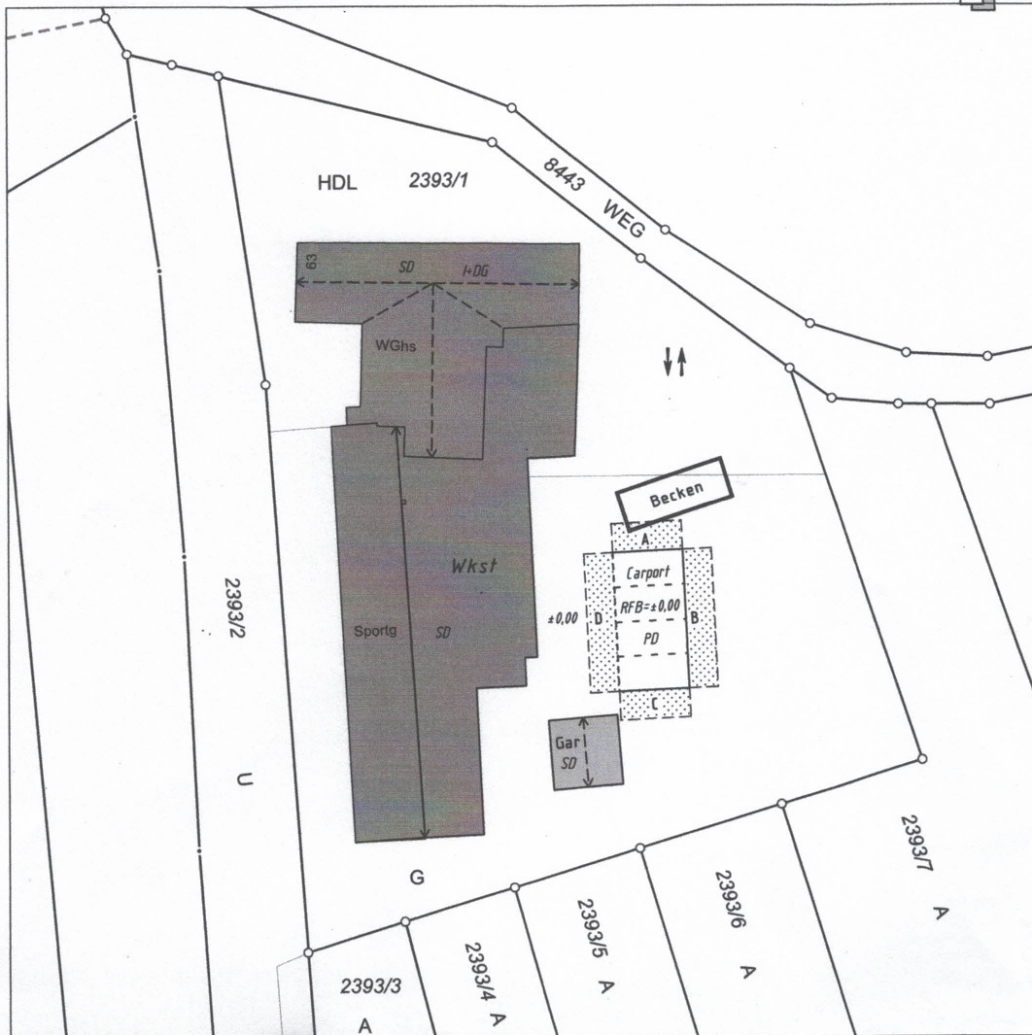 HDL 2393/1
8443 WEG
63
SD I+DG
WGhs
Becken
A
Wkst
Carport
±0,00 D RFB=±0,00 B
Sportg SD
PD
C
2393/2
Gar
SD
U
G
2393/7
A
2393/6
A
2393/5
A
2393/4
A
2393/3
A